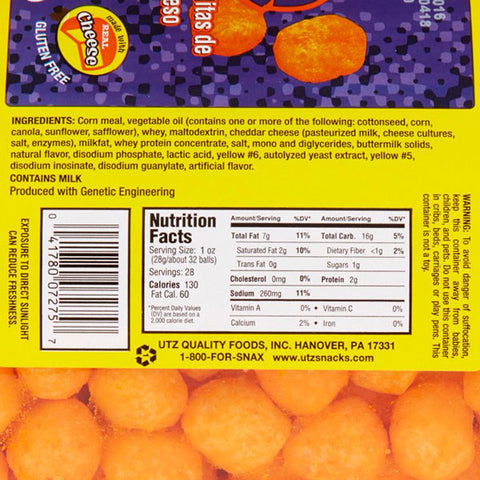 made with
REAL
Cheese
GLUTEN FREE
itas de
eso
2016
0418
INGREDIENTS: Corn meal, vegetable oil (contains one or more of the following: cottonseed, corn,
canola, sunflower, safflower), whey, maltodextrin, cheddar cheese (pasteurized milk, cheese cultures,
salt, enzymes), milkfat, whey protein concentrate, salt, mono and diglycerides, buttermilk solids,
natural flavor, disodium phosphate, lactic acid, yellow #6, autolyzed yeast extract, yellow #5,
disodium inosinate, disodium guanylate, artificial flavor.
CONTAINS MILK
Produced with Genetic Engineering
EXPOSURE TO DIRECT SUNLIGHT
CAN REDUCE FRESHNESS.
0 41780 07275 7
Nutrition
Facts
Serving Size: 1 oz
(28g/about 32 balls)
Servings: 28
Calories 130
Fat Cal. 60
*Percent Daily Values
(DV) are based on a
2,000 calorie diet.
Amount/Serving %DV* Amount/Serving %DV*
Total Fat 7g 11% Total Carb. 16g 5%
Saturated Fat 2g 10% Dietary Fiber <1g 2%
Trans Fat 0g Sugars 1g
Cholesterol 0mg 0% Protein 2g
Sodium 260mg 11%
Vitamin A 0% • Vitamin C 0%
Calcium 2% • Iron 0%
UTZ QUALITY FOODS, INC. HANOVER, PA 17331
1-800-FOR-SNAX www.utzsnacks.com
WARNING: To avoid danger of suffocation,
keep this container away from babies,
children, and pets. Do not use this container
in cribs, beds, carriages or play pens. This
container is not a toy.